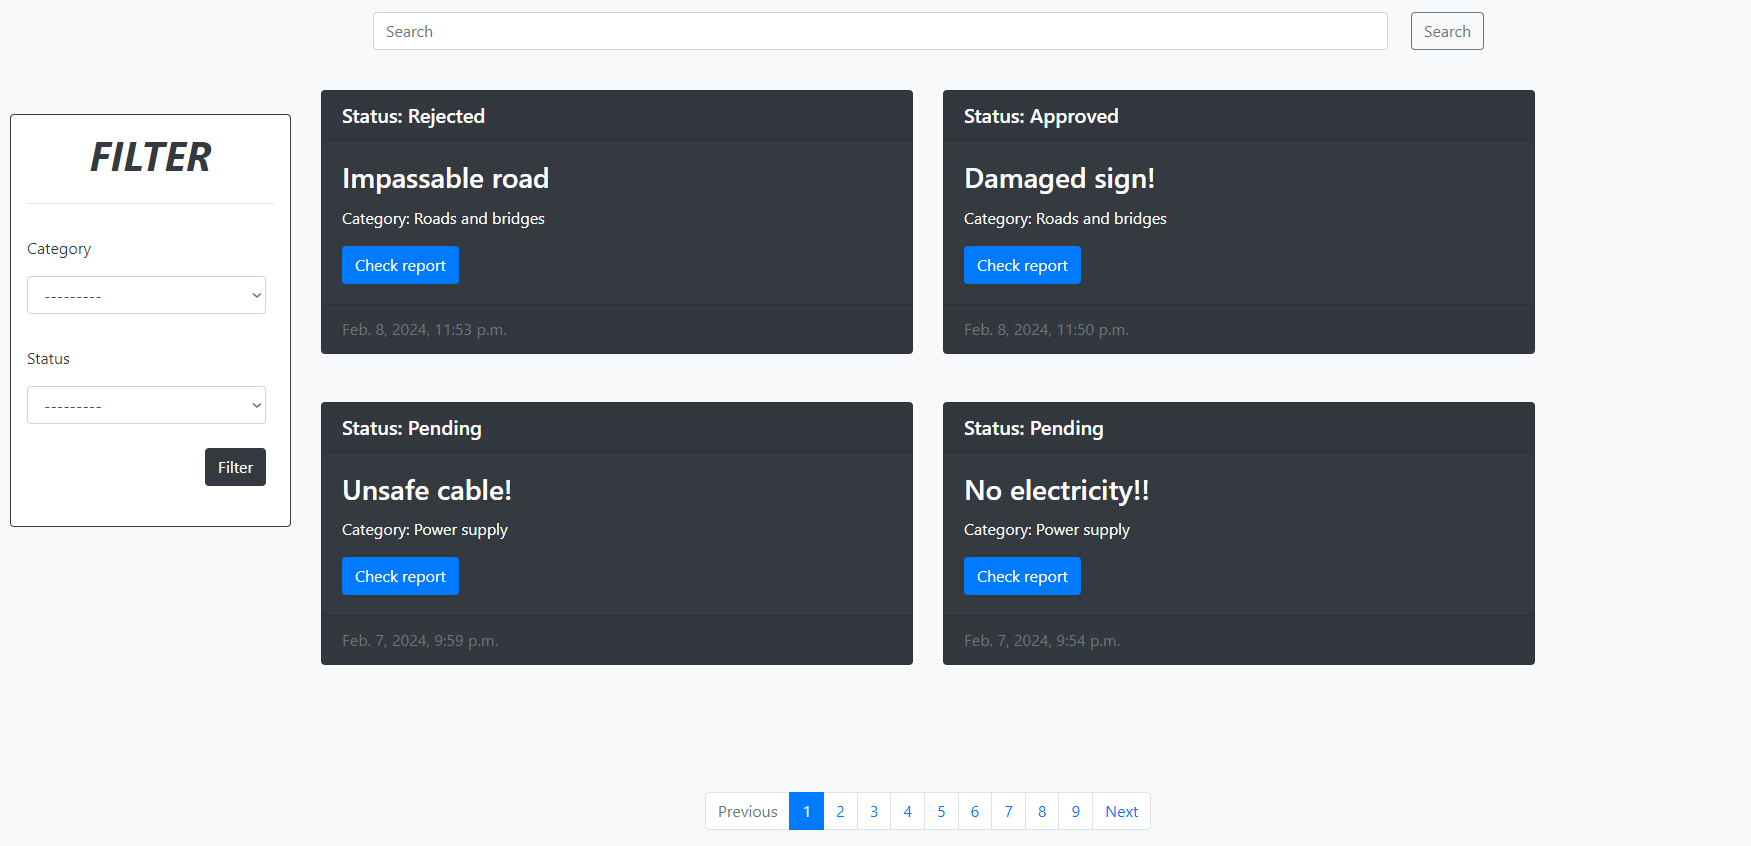 Search Search
FILTER
Category
---------
Status
---------
Filter
Status: Rejected
Impassable road
Category: Roads and bridges
Check report
Feb. 8, 2024, 11:53 p.m.
Status: Approved
Damaged sign!
Category: Roads and bridges
Check report
Feb. 8, 2024, 11:50 p.m.
Status: Pending
Unsafe cable!
Category: Power supply
Check report
Feb. 7, 2024, 9:59 p.m.
Status: Pending
No electricity!!
Category: Power supply
Check report
Feb. 7, 2024, 9:54 p.m.
Previous 1 2 3 4 5 6 7 8 9 Next